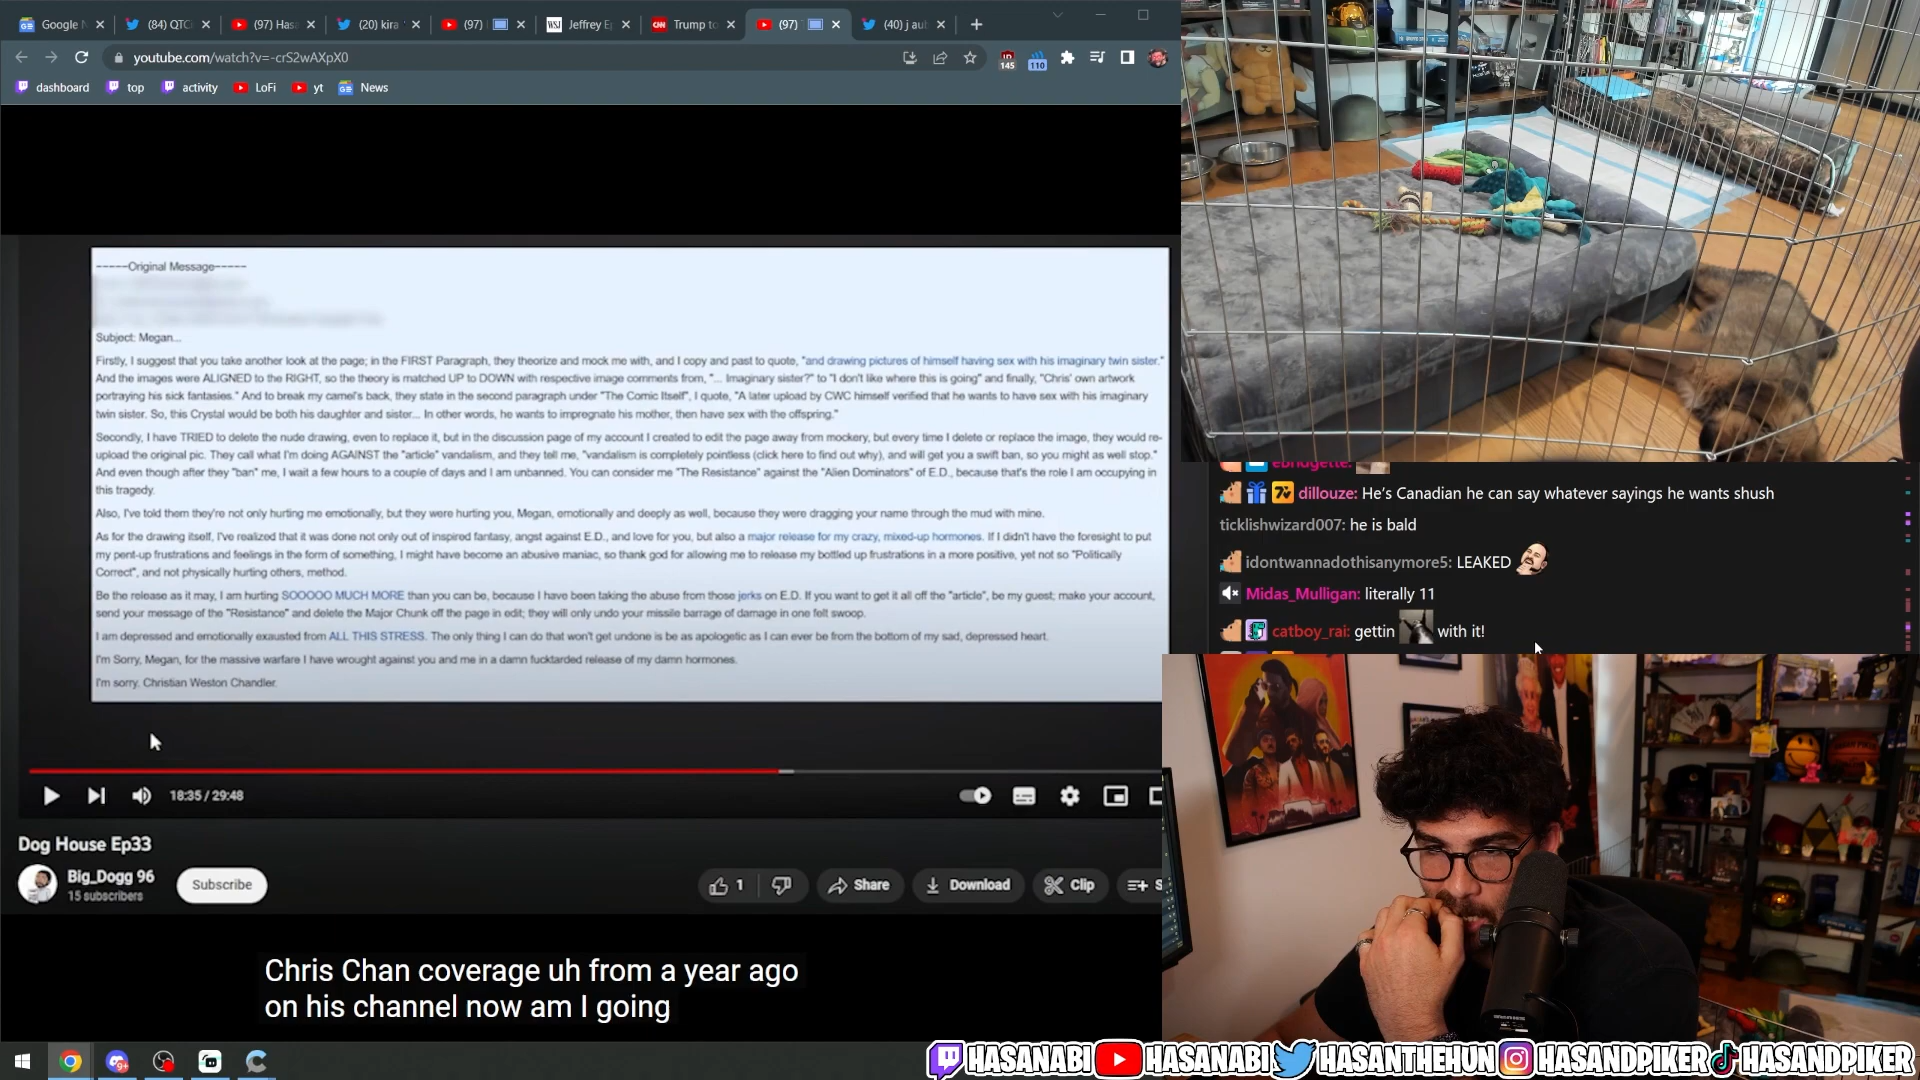 Google N
(84) QTCi
(97) Hasa
(20) kira
(97)
WSJ
Jeffrey Ep
CNN
Trump to
(97)
(40) j aub
youtube.com/watch?v=-crS2wAXpX0
145
110
dashboard
top
activity
LoFi
yt
News
-----Original Message-----
Subject: Megan...
Firstly, I suggest that you take another look at the page; in the FIRST Paragraph, they theorize and mock me with, and I copy and past to quote, "and drawing pictures of himself having sex with his imaginary twin sister."
And the images were ALIGNED to the RIGHT, so the theory is matched UP to DOWN with respective image comments from, "... Imaginary sister?" to "I don't like where this is going" and finally, "Chris' own artwork
portraying his sick fantasies." And to break my camel's back, they state in the second paragraph under "The Comic Itself", I quote, "A later upload by CWC himself verified that he wants to have sex with his imaginary
twin sister. So, this Crystal would be both his daughter and sister... In other words, he wants to impregnate his mother, then have sex with the offspring."
Secondly, I have TRIED to delete the nude drawing, even to replace it, but in the discussion page of my account I created to edit the page away from mockery, but every time I delete or replace the image, they would re-
upload the original pic. They call what I'm doing AGAINST the "article" vandalism, and they tell me, "vandalism is completely pointless (click here to find out why), and will get you a swift ban, so you might as well stop."
And even though after they "ban" me, I wait a few hours to a couple of days and I am unbanned. You can consider me "The Resistance" against the "Alien Dominators" of E.D., because that's the role I am occupying in
this tragedy.
Also, I've told them they're not only hurting me emotionally, but they were hurting you, Megan, emotionally and deeply as well, because they were dragging your name through the mud with mine.
As for the drawing itself, I've realized that it was done not only out of inspired fantasy, angst against E.D., and love for you, but also a major release for my crazy, mixed-up hormones. If I didn't have the foresight to put
my pent-up frustrations and feelings in the form of something, I might have become an abusive maniac, so thank god for allowing me to release my bottled up frustrations in a more positive, yet not so "Politically
Correct", and not physically hurting others, method.
Be the release as it may, I am hurting SOOOOO MUCH MORE than you can be, because I have been taking the abuse from those jerks on E.D. If you want to get it all off the "article", be my guest; make your account,
send your message of the "Resistance" and delete the Major Chunk off the page in edit; they will only undo your missile barrage of damage in one felt swoop.
I am depressed and emotionally exausted from ALL THIS STRESS. The only thing I can do that won't get undone is be as apologetic as I can ever be from the bottom of my sad, depressed heart.
I'm Sorry, Megan, for the massive warfare I have wrought against you and me in a damn fucktarded release of my damn hormones.
I'm sorry. Christian Weston Chandler.
18:35 / 29:48
Dog House Ep33
Big_Dogg 96
15 subscribers
Subscribe
1
Share
Download
Clip
S
Chris Chan coverage uh from a year ago
on his channel now am I going
ebridgette:
dillouze: He's Canadian he can say whatever sayings he wants shush
ticklishwizard007: he is bald
idontwannadothisanymore5: LEAKED
Midas_Mulligan: literally 11
catboy_rai: gettin with it!
HASANABI HASANABI HASANTHEHUN HASANDPIKER HASANDPIKER